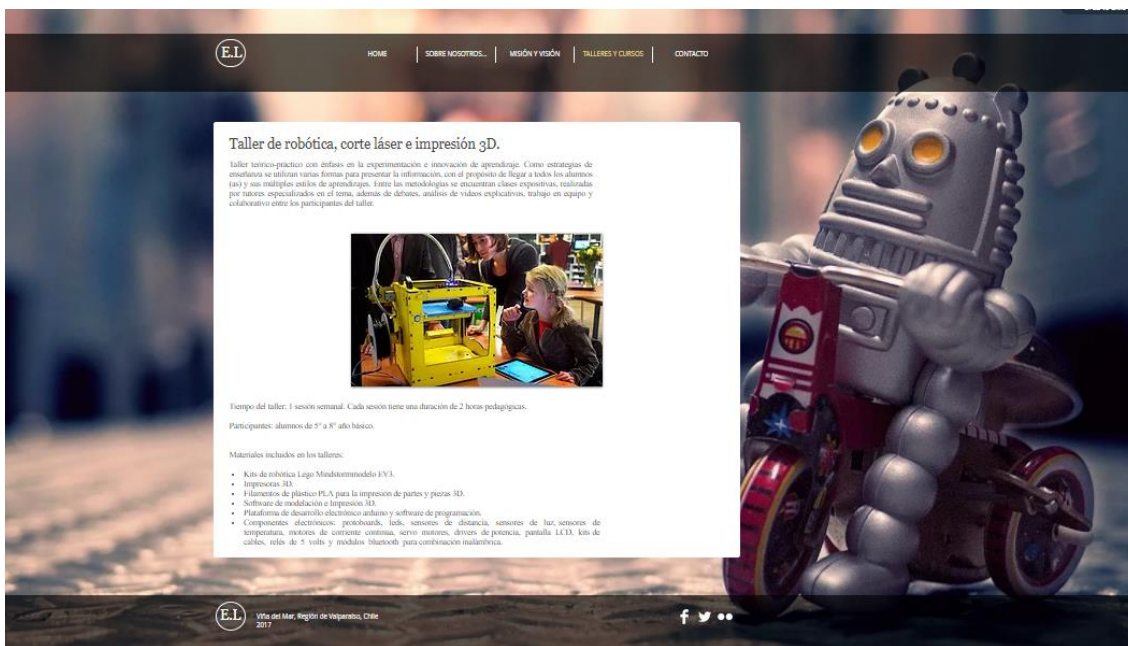 E.L
HOME
SOBRE NOSOTROS...
MISIÓN Y VISIÓN
TALLERES Y CURSOS
CONTACTO
Taller de robótica, corte láser e impresión 3D.
Taller teórico-práctico con énfasis en la experimentación e innovación de aprendizaje. Como estrategias de
enseñanza se utilizan varias formas para presentar la información, con el propósito de llegar a todos los alumnos
(as) y sus múltiples estilos de aprendizajes. Entre las metodologías se encuentran clases expositivas, realizadas
por tutores especializados en el tema, además de debates, análisis de videos explicativos, trabajo en equipo y
colaborativo entre los participantes del taller.
Tiempo del taller: 1 sesión semanal. Cada sesión tiene una duración de 2 horas pedagógicas.
Participantes: alumnos de 5° a 8° año básico.
Materiales incluidos en los talleres:
• Kits de robótica Lego Mindstormmodelo EV3.
• Impresoras 3D.
• Filamentos de plástico PLA para la impresión de partes y piezas 3D.
• Software de modelación e Impresión 3D.
• Plataforma de desarrollo electrónico arduino y software de programación.
• Componentes electrónicos: protoboards, leds, sensores de distancia, sensores de luz, sensores de
temperatura, motores de corriente continua, servo motores, drivers de potencia, pantalla LCD, kits de
cables, relés de 5 volts y módulos bluetooth para combinación inalámbrica.
E.L
Viña del Mar, Región de Valparaíso, Chile
2017